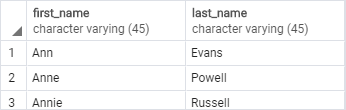 first_name last_name
character varying (45) character varying (45)
1 Ann Evans
2 Anne Powell
3 Annie Russell